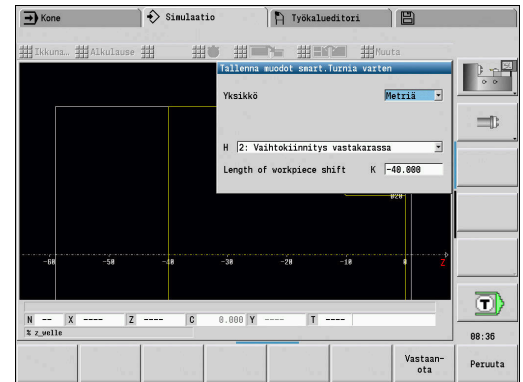 Kone
Simulaatio
Työkalueditori
Ikkuna…
Alkulause
Muuta
Tallenna muodot smart.Turnia varten
Yksikkö
Metriä
H 2: Vaihtokiinnitys vastakarassa
Length of workpiece shift K -40.000
Ø20
-60 -50 -40 -30 -20 -10 0 Z
N -- X ---- Z ---- C 0.000 Y ---- T ----
% z_welle
08:36
T
Vastaan-
ota
Peruuta